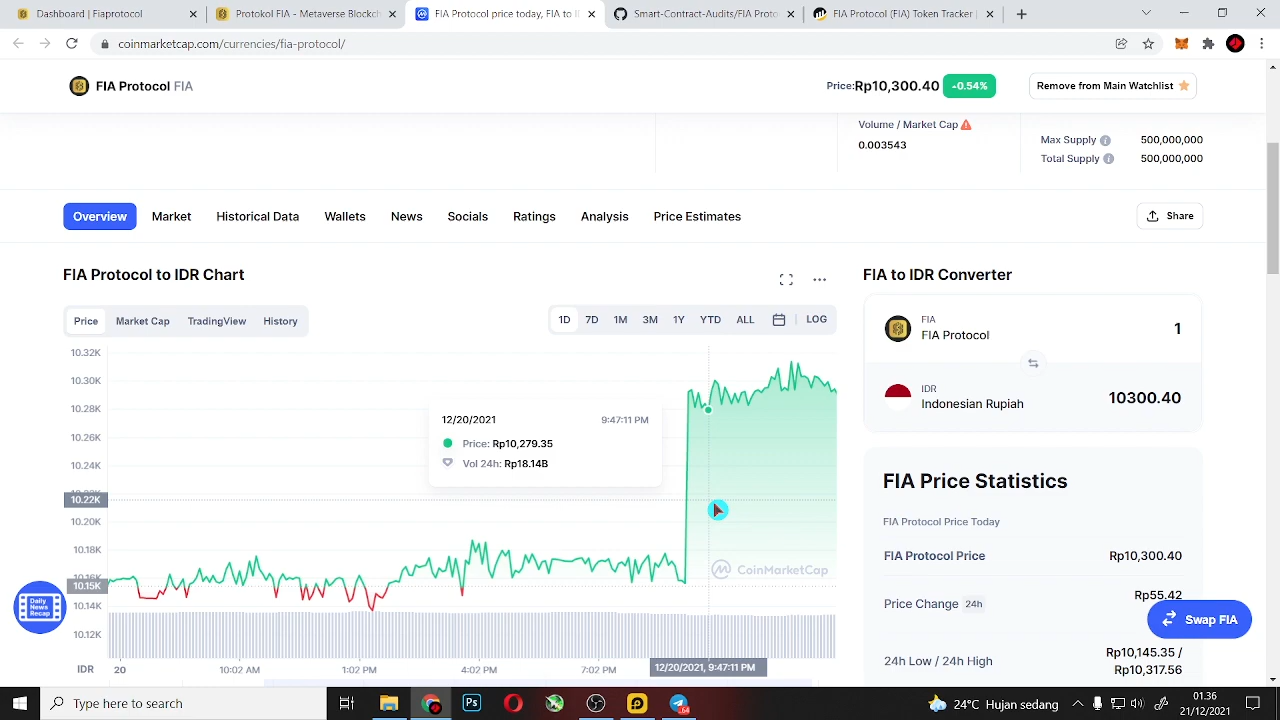 Dashboard
Protocol FIA - Metaverse Blockc
FIA Protocol price today, FIA to I
Smart-Contract-Audits/FIA Proto
FIA Protocol (FIA) Token Tracker |
coinmarketcap.com/currencies/fia-protocol/
FIA Protocol FIA
Price:Rp10,300.40
0.54%
Remove from Main Watchlist
Volume / Market Cap
0.003543
Max Supply
500,000,000
Total Supply
500,000,000
Overview
Market
Historical Data
Wallets
News
Socials
Ratings
Analysis
Price Estimates
Share
FIA Protocol to IDR Chart
Price
Market Cap
TradingView
History
1D
7D
1M
3M
1Y
YTD
ALL
LOG
10.32K
10.30K
10.28K
10.26K
10.24K
10.22K
10.20K
10.18K
10.16K
10.15K
10.14K
10.12K
12/20/2021
9:47:11 PM
Price: Rp10,279.35
Vol 24h: Rp18.14B
CoinMarketCap
IDR
20
10:02 AM
1:02 PM
4:02 PM
7:02 PM
12/20/2021, 9:47:11 PM
Daily
News
Recap
FIA to IDR Converter
FIA
FIA Protocol
1
IDR
Indonesian Rupiah
10300.40
FIA Price Statistics
FIA Protocol Price Today
FIA Protocol Price
Rp10,300.40
Price Change 24h
Rp55.42
Swap FIA
24h Low / 24h High
Rp10,145.35 /
Rp10,317.56
Type here to search
Ps
24°C Hujan sedang
01:36
21/12/2021